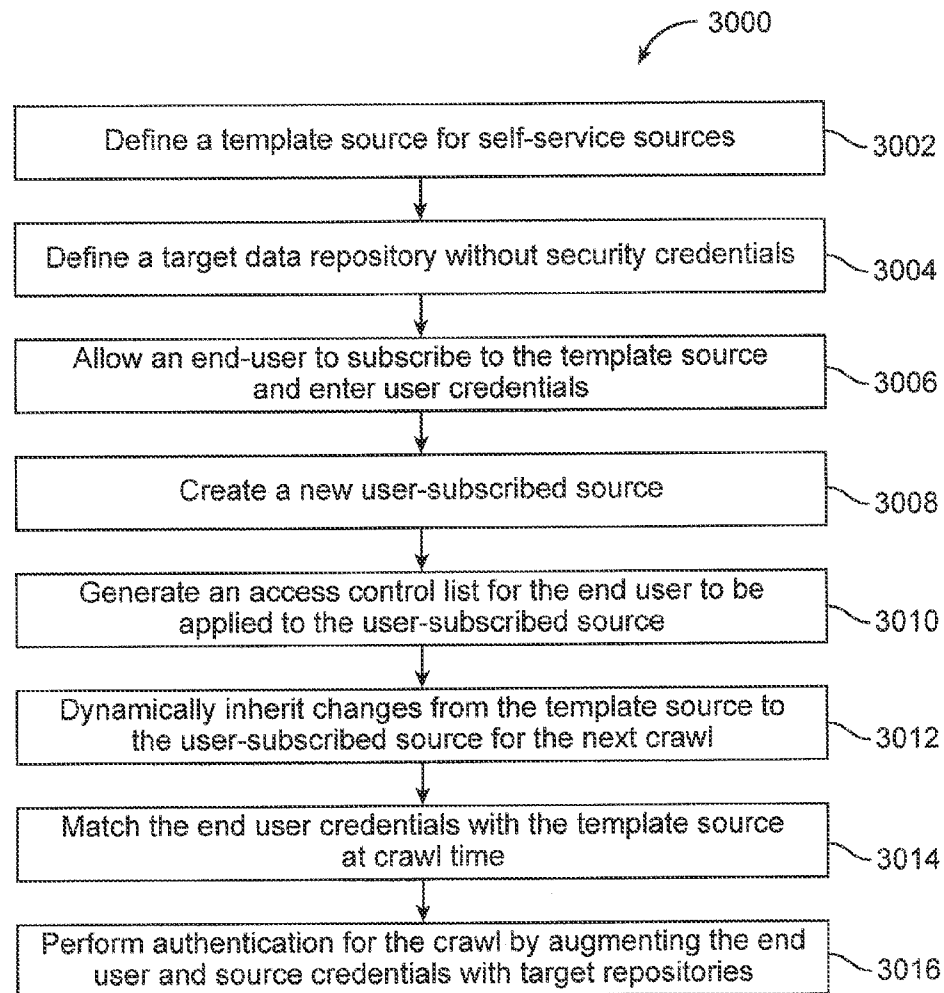 3000
Define a template source for self-service sources
3002
Define a target data repository without security credentials
3004
Allow an end-user to subscribe to the template source
and enter user credentials
3006
Create a new user-subscribed source
3008
Generate an access control list for the end user to be
applied to the user-subscribed source
3010
Dynamically inherit changes from the template source to
the user-subscribed source for the next crawl
3012
Match the end user credentials with the template source
at crawl time
3014
Perform authentication for the crawl by augmenting the end
user and source credentials with target repositories
3016